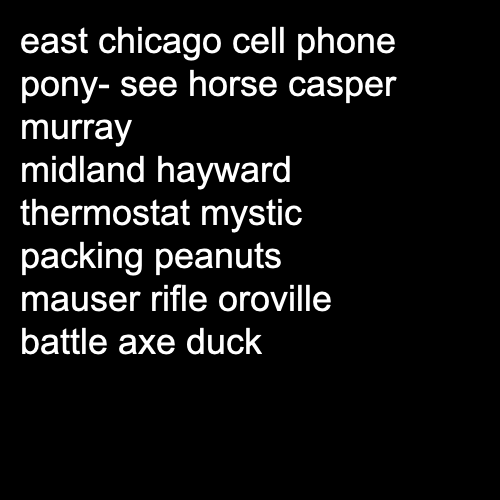 east chicago cell phone
pony- see horse casper
murray
midland hayward
thermostat mystic
packing peanuts
mauser rifle oroville
battle axe duck